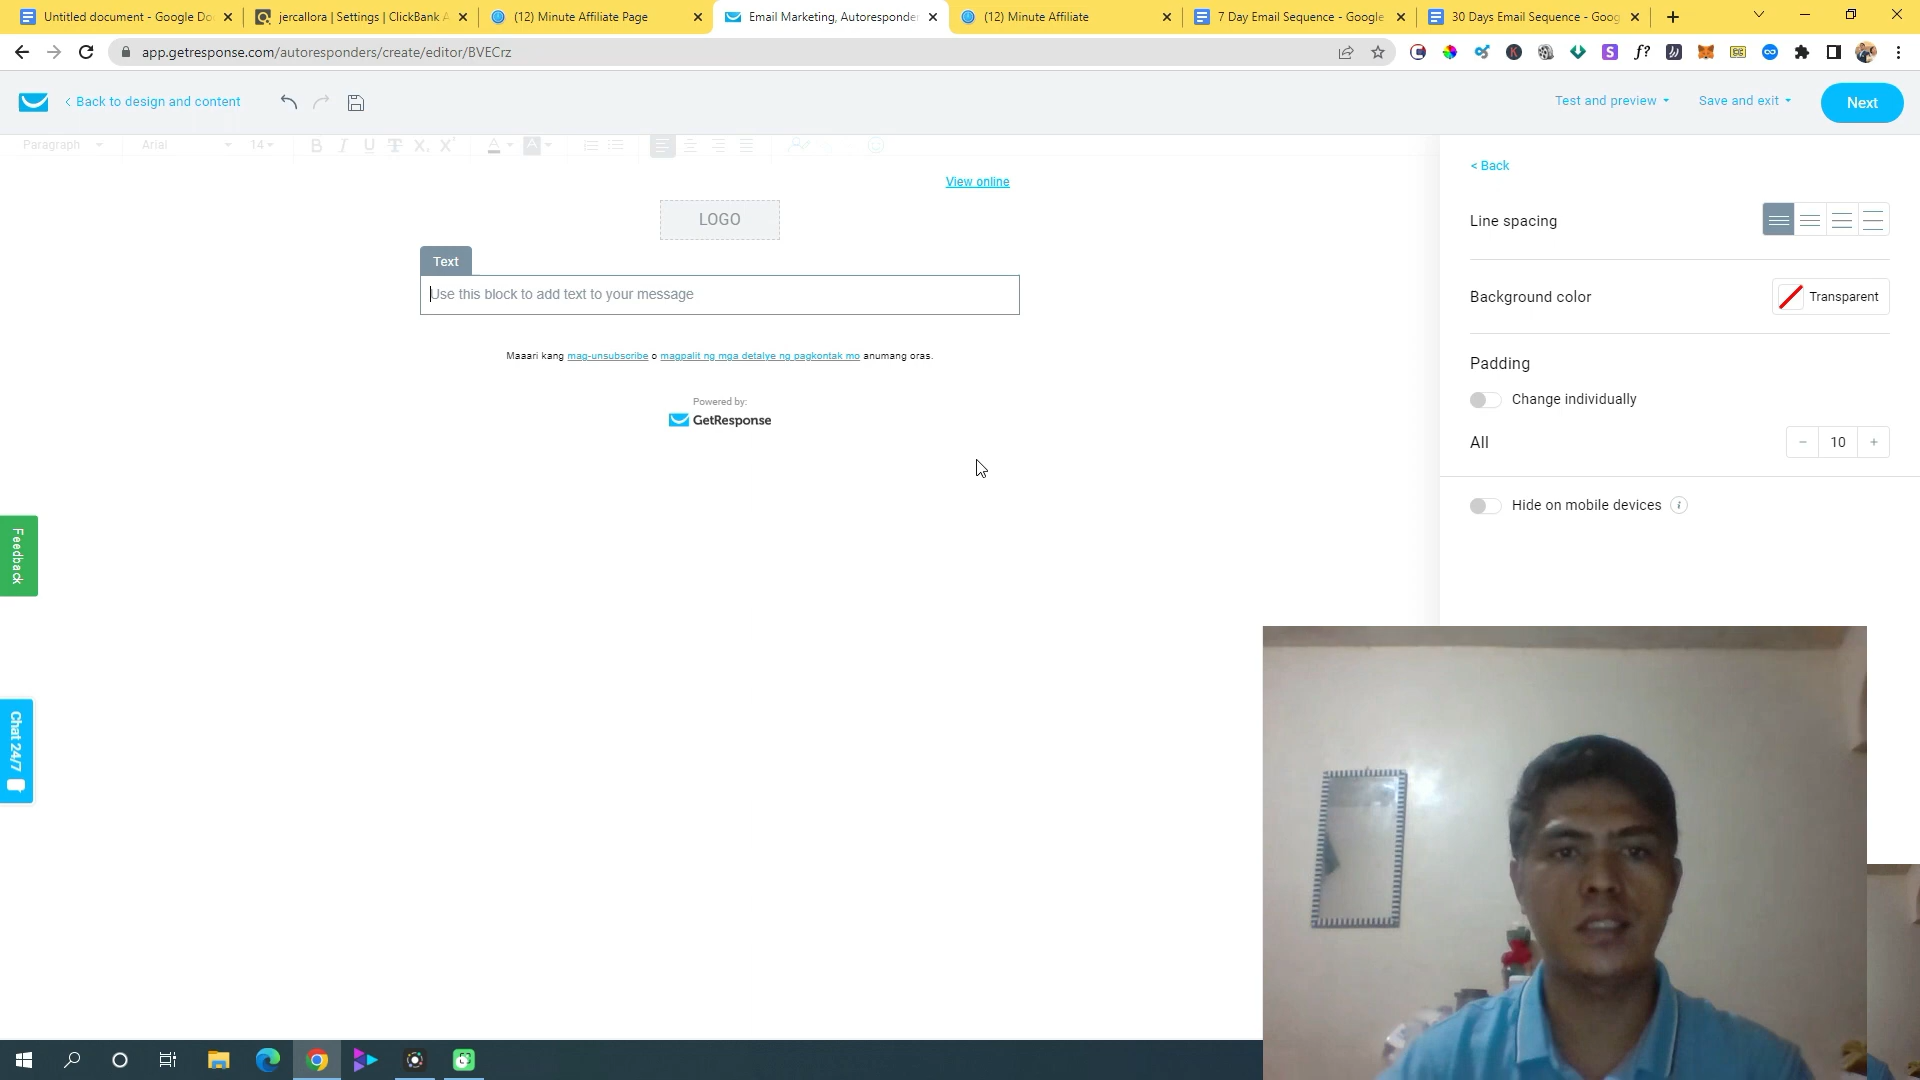 Untitled document - Google Do
jercallora | Settings | ClickBank A
(12) Minute Affiliate Page
Email Marketing, Autoresponder
(12) Minute Affiliate
7 Day Email Sequence - Google
30 Days Email Sequence - Goog
app.getresponse.com/autoresponders/create/editor/BVECrz
Back to design and content
Test and preview
Save and exit
Next
Paragraph
Arial
14
< Back
View online
LOGO
Line spacing
Text
Use this block to add text to your message
Background color
Transparent
Maaari kang mag-unsubscribe o magpalit ng mga detalye ng pagkontak mo anumang oras.
Padding
Change individually
Powered by:
GetResponse
All
10
Hide on mobile devices
Feedback
Chat 24/7